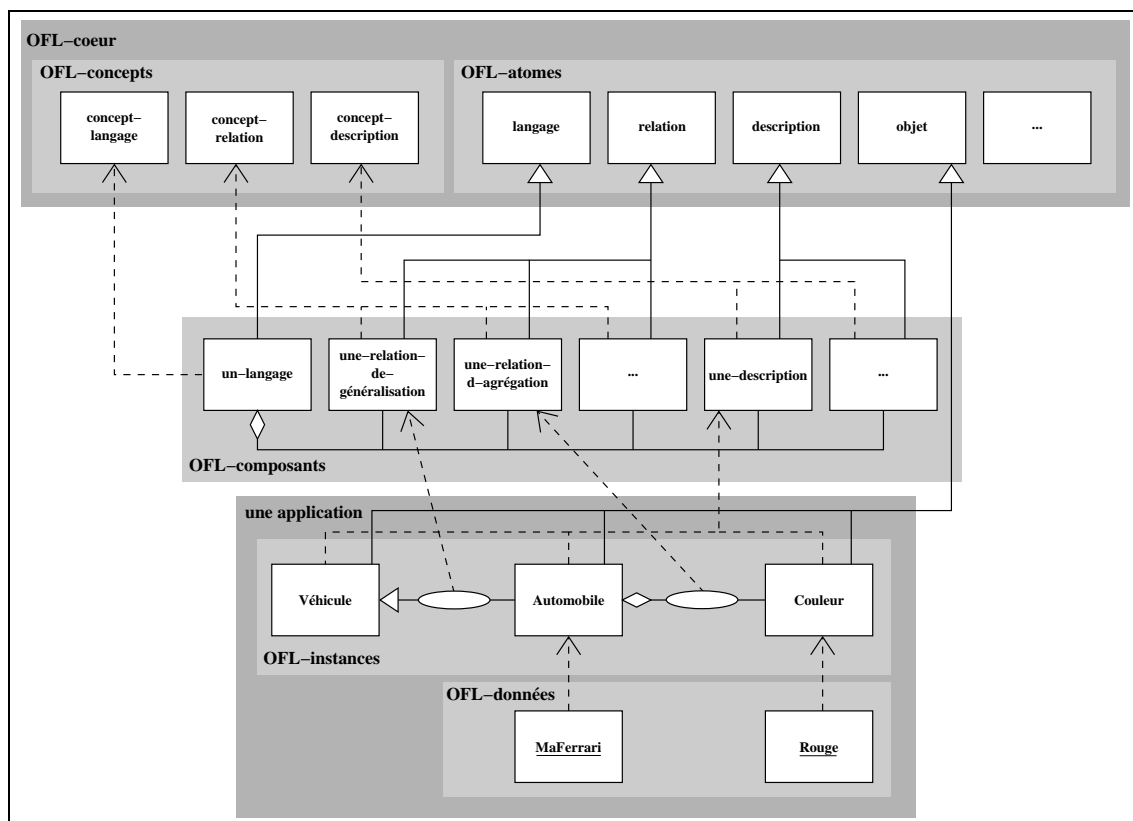 OFL−coeur
OFL−concepts
OFL−atomes
concept−
langage
concept−
relation
concept−
description
langage
relation
description
objet
...
un−langage
une−relation−
de−
généralisation
une−relation−
d−agrégation
...
une−description
...
OFL−composants
une application
Véhicule
Automobile
Couleur
OFL−instances
OFL−données
MaFerrari
Rouge